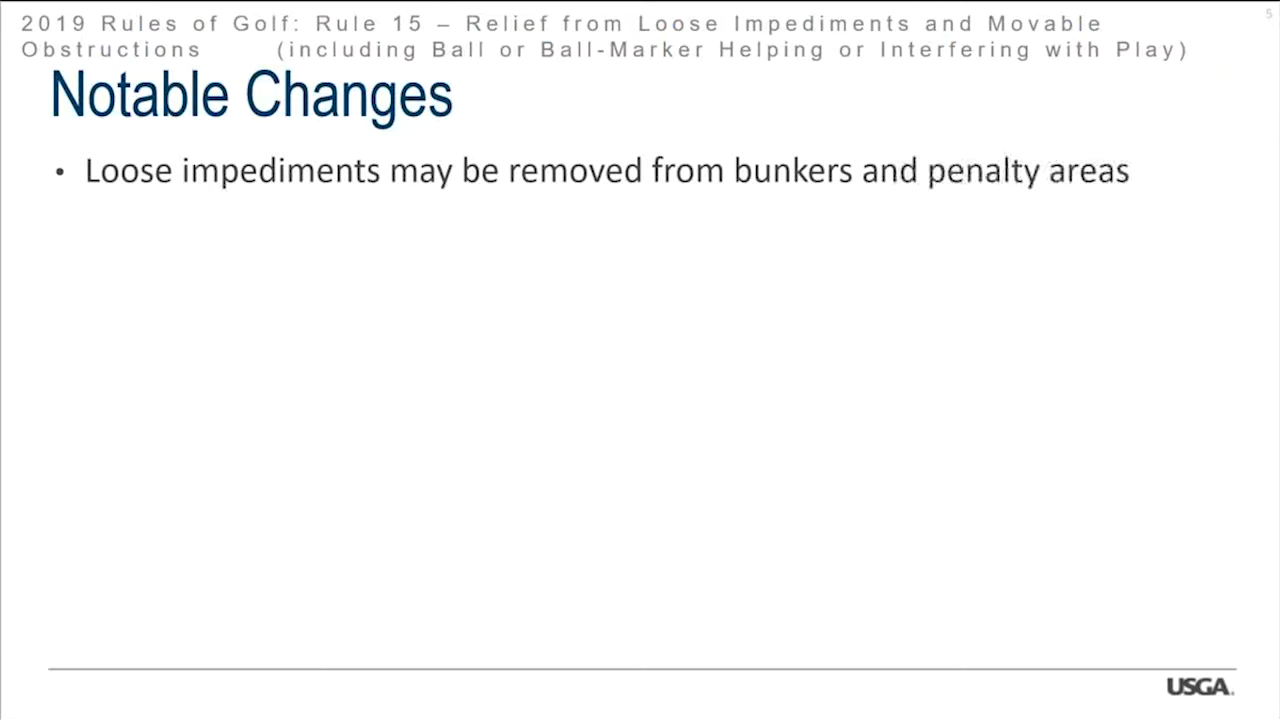 2019 Rules of Golf: Rule 15 – Relief from Loose Impediments and Movable
Obstructions (including Ball or Ball-Marker Helping or Interfering with Play)
5
Notable Changes
• Loose impediments may be removed from bunkers and penalty areas
USGA.